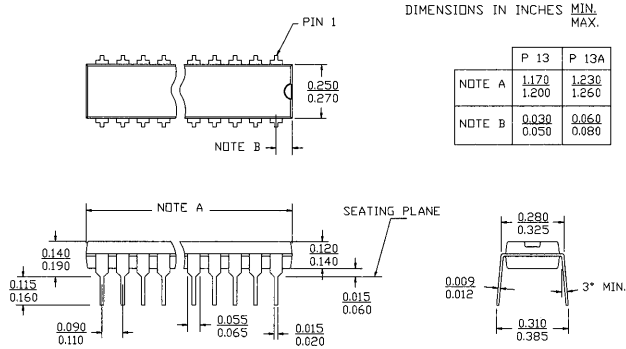 DIMENSIONS IN INCHES MIN.
MAX.
PIN 1
P 13 P 13A
NOTE A 1.170 1.230
1.200 1.260
NOTE B 0.030 0.060
0.050 0.080
0.250
0.270
NOTE B
NOTE A
SEATING PLANE
0.280
0.325
0.140
0.190
0.120
0.140
0.115
0.160
0.015
0.060
0.009
0.012
3° MIN.
0.090
0.110
0.055
0.065
0.015
0.020
0.310
0.385